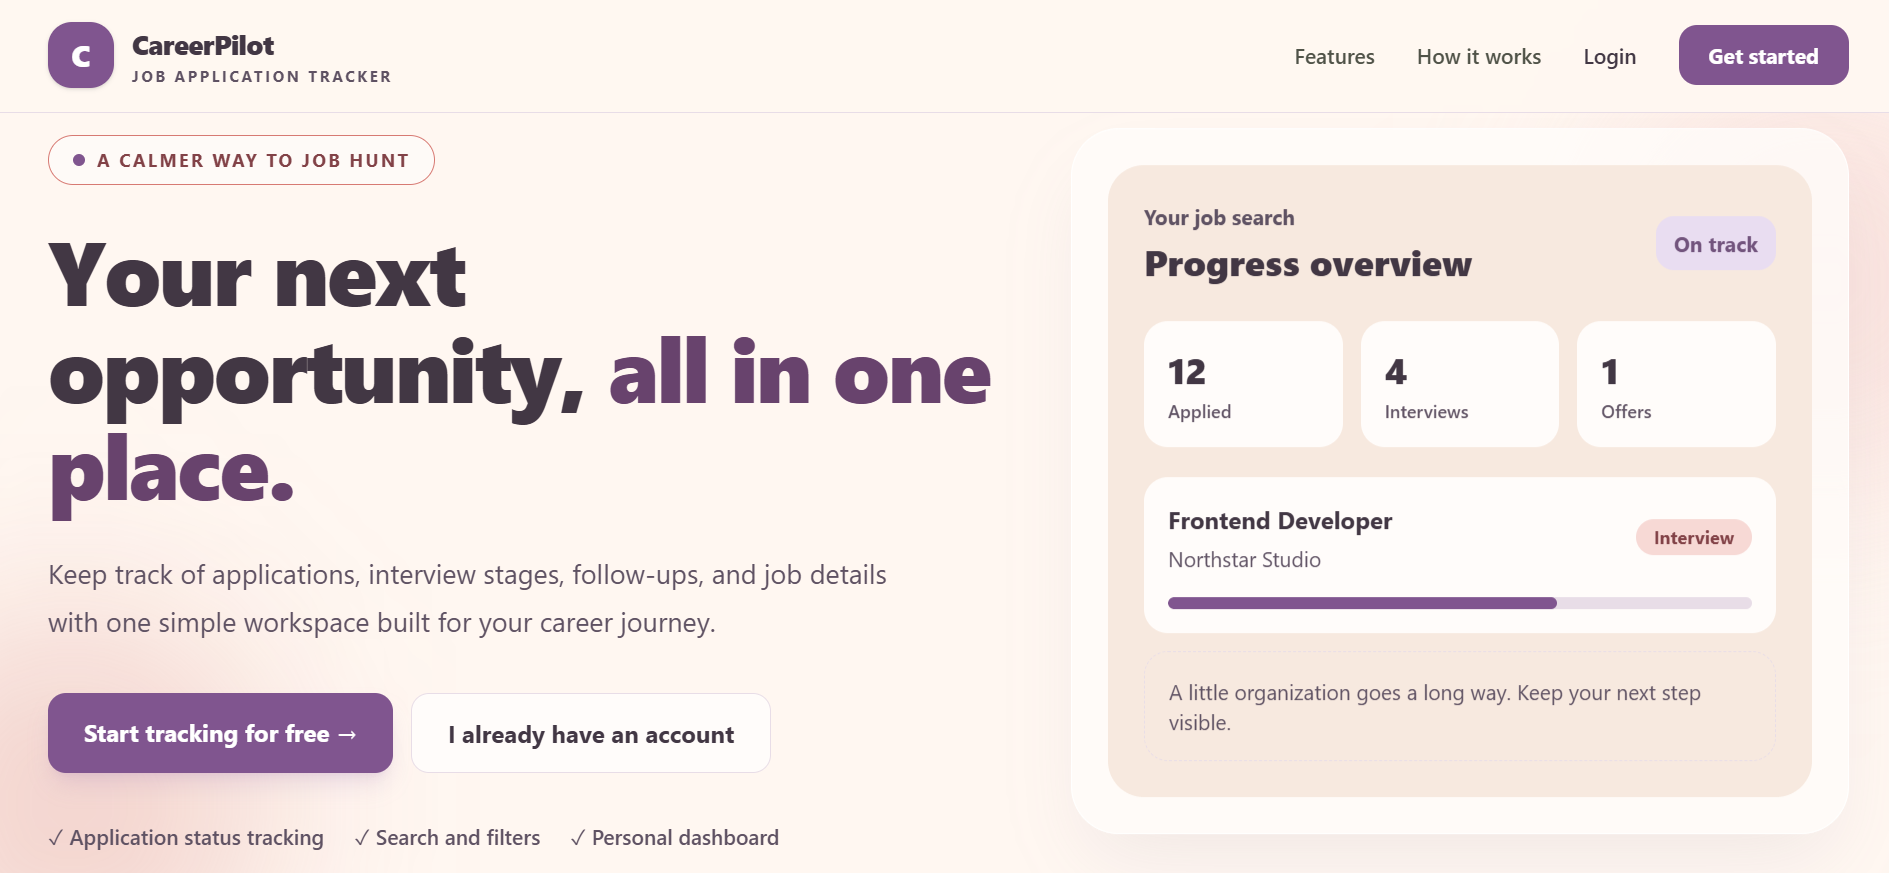 C
CareerPilot
JOB APPLICATION TRACKER
Features
How it works
Login
Get started
A CALMER WAY TO JOB HUNT
Your next
opportunity, all in one
place.
Keep track of applications, interview stages, follow-ups, and job details
with one simple workspace built for your career journey.
Start tracking for free →
I already have an account
✓ Application status tracking
✓ Search and filters
✓ Personal dashboard
Your job search
Progress overview
On track
12
Applied
4
Interviews
1
Offers
Frontend Developer
Northstar Studio
Interview
A little organization goes a long way. Keep your next step
visible.